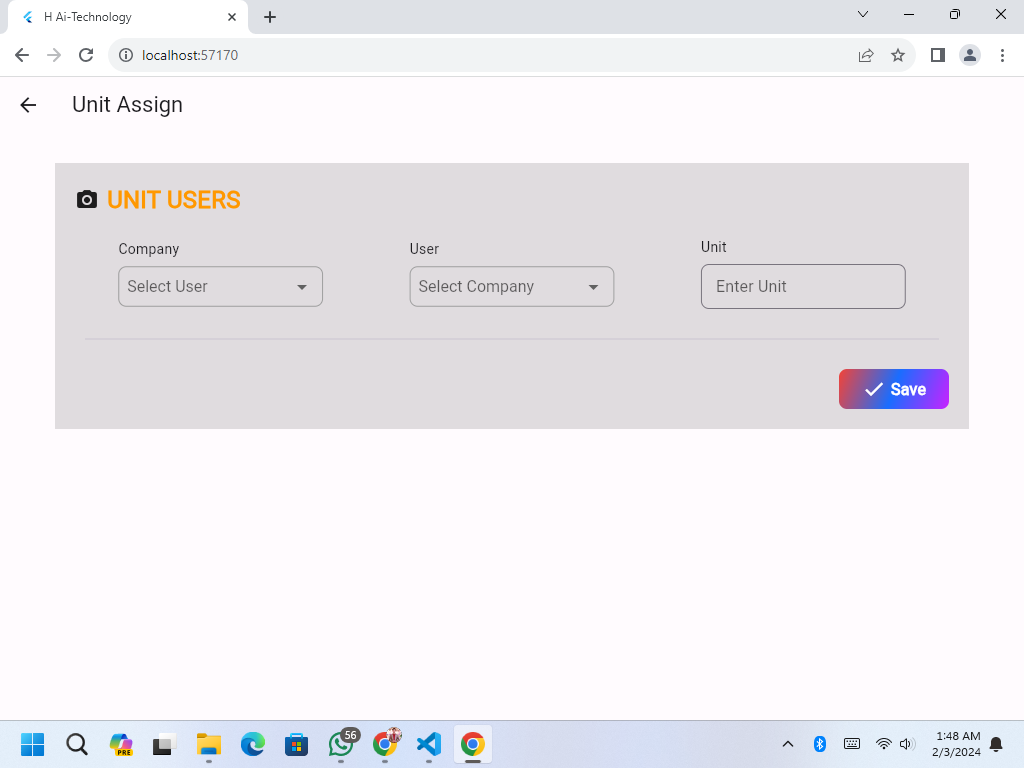 H Ai-Technology
localhost:57170
Unit Assign
UNIT USERS
Company
User
Unit
Select User
Select Company
Enter Unit
Save
PRE
56
1:48 AM
2/3/2024